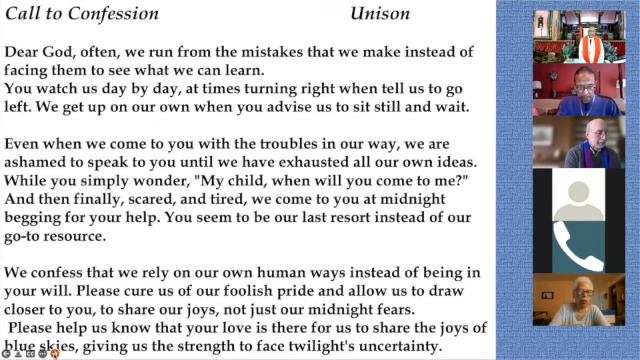 Call to Confession Unison
Dear God, often, we run from the mistakes that we make instead of
facing them to see what we can learn.
You watch us day by day, at times turning right when tell us to go
left. We get up on our own when you advise us to sit still and wait.
Even when we come to you with the troubles in our way, we are
ashamed to speak to you until we have exhausted all our own ideas.
While you simply wonder, "My child, when will you come to me?"
And then finally, scared, and tired, we come to you at midnight
begging for your help. You seem to be our last resort instead of our
go-to resource.
We confess that we rely on our own human ways instead of being in
your will. Please cure us of our foolish pride and allow us to draw
closer to you, to share our joys, not just our midnight fears.
Please help us know that your love is there for us to share the joys of
blue skies, giving us the strength to face twilight's uncertainty.